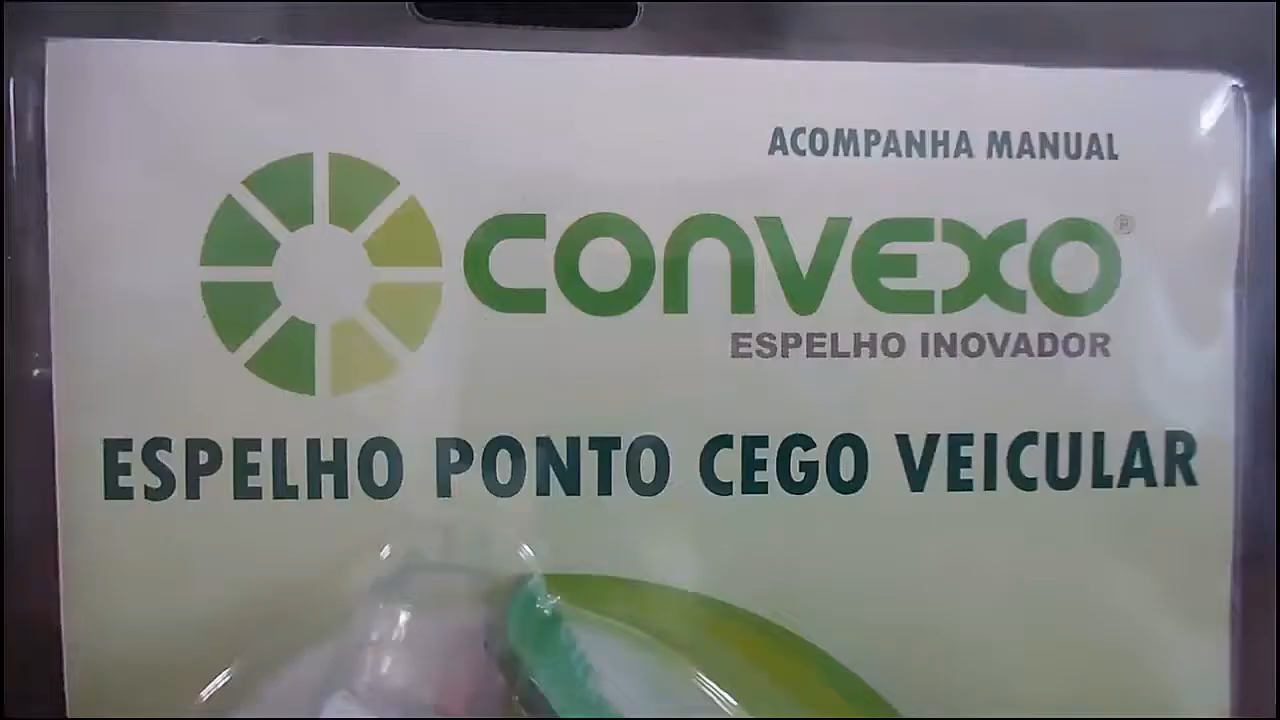 ACOMPANHA MANUAL
CONVEXO®
ESPELHO INOVADOR
ESPELHO PONTO CEGO VEICULAR